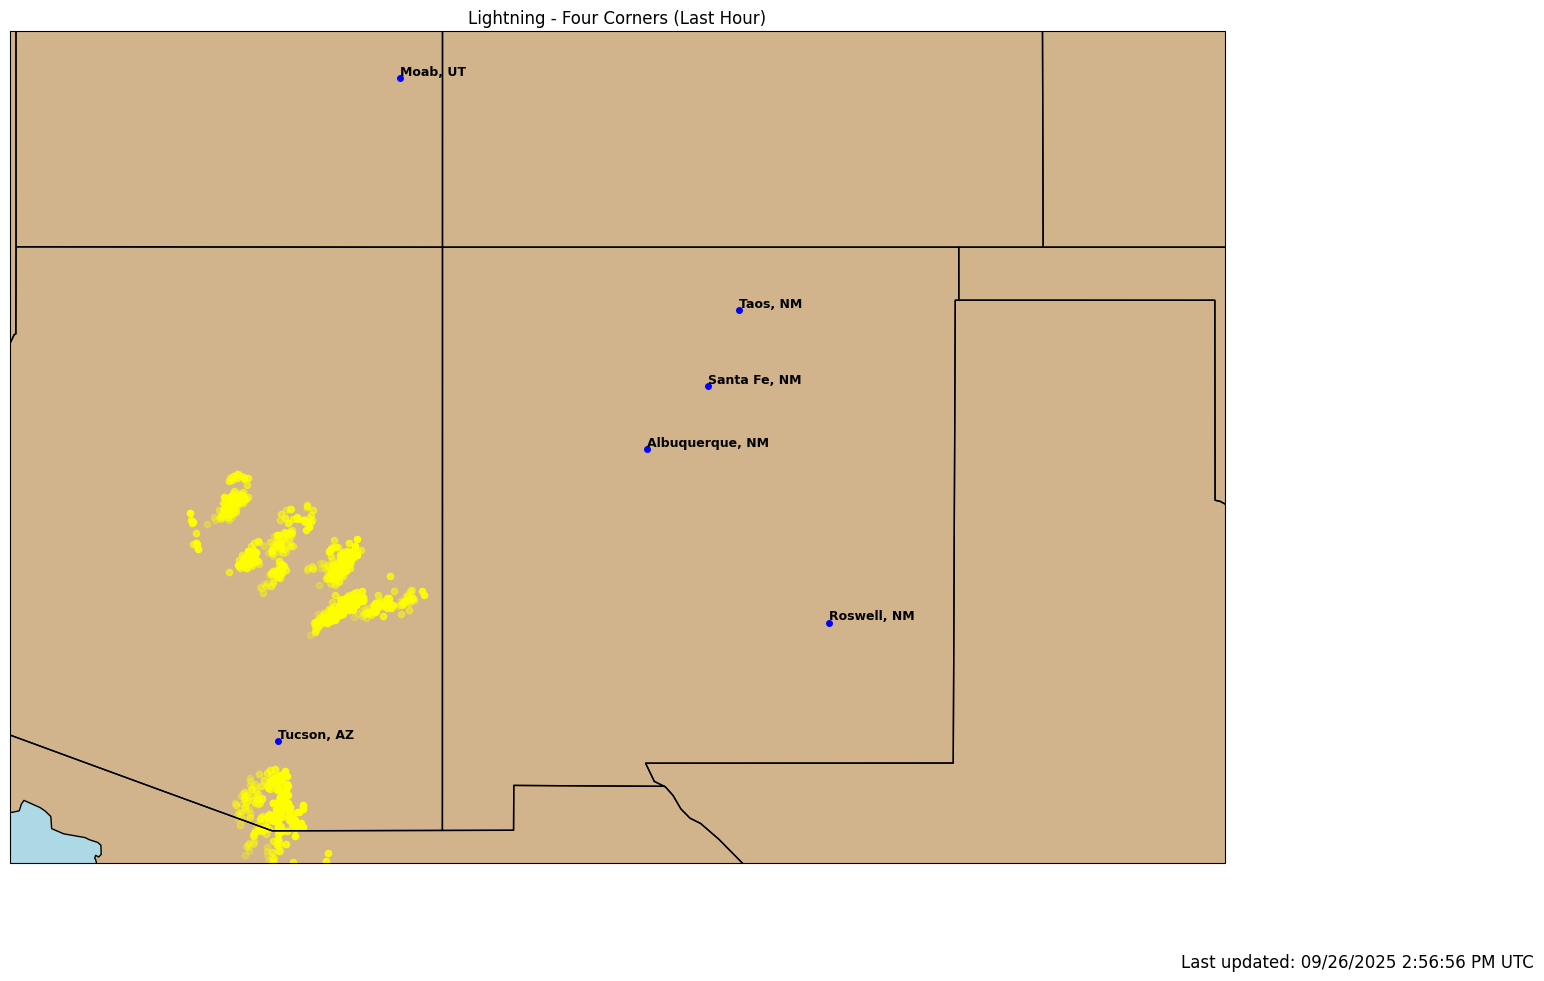 Lightning - Four Corners (Last Hour)
Moab, UT
Taos, NM
Santa Fe, NM
Albuquerque, NM
Roswell, NM
Tucson, AZ
Last updated: 09/26/2025 2:56:56 PM UTC